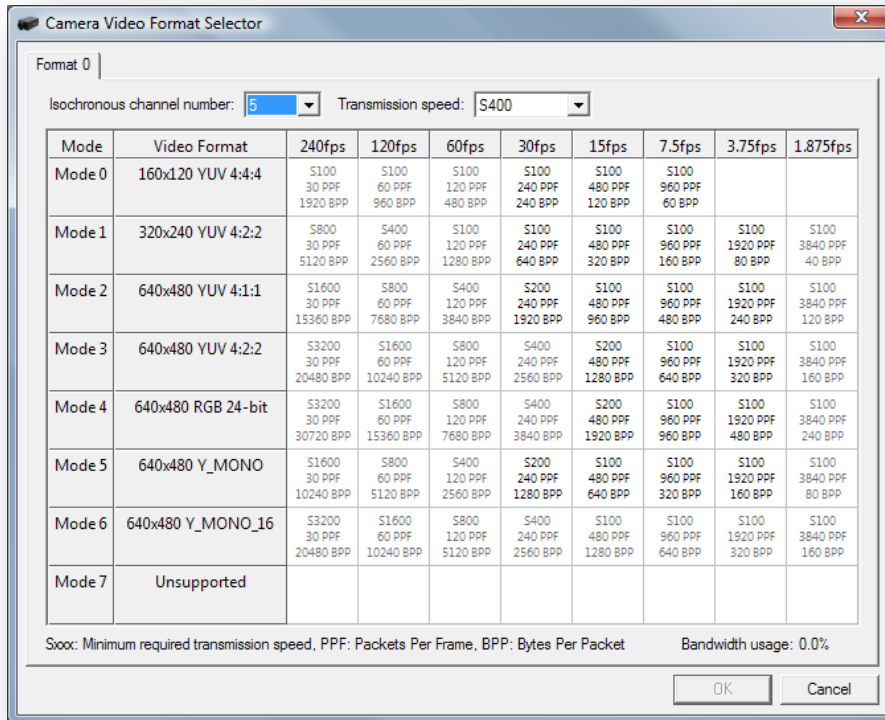 Camera Video Format Selector
Format 0
Isochronous channel number: 5 Transmission speed: S400
Mode Video Format 240fps 120fps 60fps 30fps 15fps 7.5fps 3.75fps 1.875fps
Mode 0 160x120 YUV 4:4:4 S100 S100 S100 S100 S100 S100
30 PPF 60 PPF 120 PPF 240 PPF 480 PPF 960 PPF
1920 BPP 960 BPP 480 BPP 240 BPP 120 BPP 60 BPP
Mode 1 320x240 YUV 4:2:2 S800 S400 S100 S100 S100 S100 S100 S100
30 PPF 60 PPF 120 PPF 240 PPF 480 PPF 960 PPF 1920 PPF 3840 PPF
5120 BPP 2560 BPP 1280 BPP 640 BPP 320 BPP 160 BPP 80 BPP 40 BPP
Mode 2 640x480 YUV 4:1:1 S1600 S800 S400 S200 S100 S100 S100 S100
30 PPF 60 PPF 120 PPF 240 PPF 480 PPF 960 PPF 1920 PPF 3840 PPF
15360 BPP 7680 BPP 3840 BPP 1920 BPP 960 BPP 480 BPP 240 BPP 120 BPP
Mode 3 640x480 YUV 4:2:2 S3200 S1600 S800 S400 S200 S100 S100 S100
30 PPF 60 PPF 120 PPF 240 PPF 480 PPF 960 PPF 1920 PPF 3840 PPF
20480 BPP 10240 BPP 5120 BPP 2560 BPP 1280 BPP 640 BPP 320 BPP 160 BPP
Mode 4 640x480 RGB 24-bit S3200 S1600 S800 S400 S200 S100 S100 S100
30 PPF 60 PPF 120 PPF 240 PPF 480 PPF 960 PPF 1920 PPF 3840 PPF
30720 BPP 15360 BPP 7680 BPP 3840 BPP 1920 BPP 960 BPP 480 BPP 240 BPP
Mode 5 640x480 Y_MONO S1600 S800 S400 S200 S100 S100 S100 S100
30 PPF 60 PPF 120 PPF 240 PPF 480 PPF 960 PPF 1920 PPF 3840 PPF
10240 BPP 5120 BPP 2560 BPP 1280 BPP 640 BPP 320 BPP 160 BPP 80 BPP
Mode 6 640x480 Y_MONO_16 S3200 S1600 S800 S400 S100 S100 S100 S100
30 PPF 60 PPF 120 PPF 240 PPF 480 PPF 960 PPF 1920 PPF 3840 PPF
20480 BPP 10240 BPP 5120 BPP 2560 BPP 1280 BPP 640 BPP 320 BPP 160 BPP
Mode 7 Unsupported
Sxxx: Minimum required transmission speed, PPF: Packets Per Frame, BPP: Bytes Per Packet Bandwidth usage: 0.0%
OK Cancel